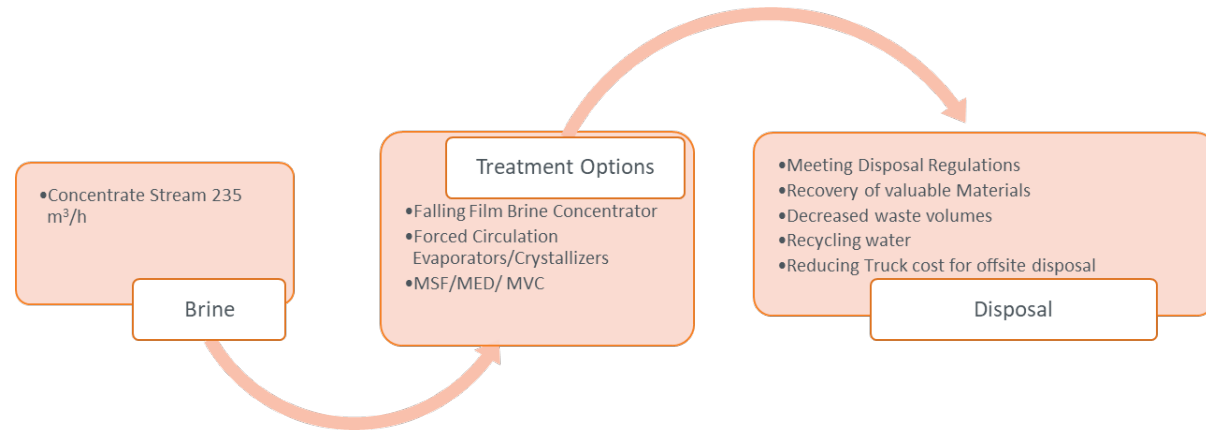 •Concentrate Stream 235
m³/h
Brine
Treatment Options
•Falling Film Brine Concentrator
•Forced Circulation
Evaporators/Crystallizers
•MSF/MED/ MVC
•Meeting Disposal Regulations
•Recovery of valuable Materials
•Decreased waste volumes
•Recycling water
•Reducing Truck cost for offsite disposal
Disposal